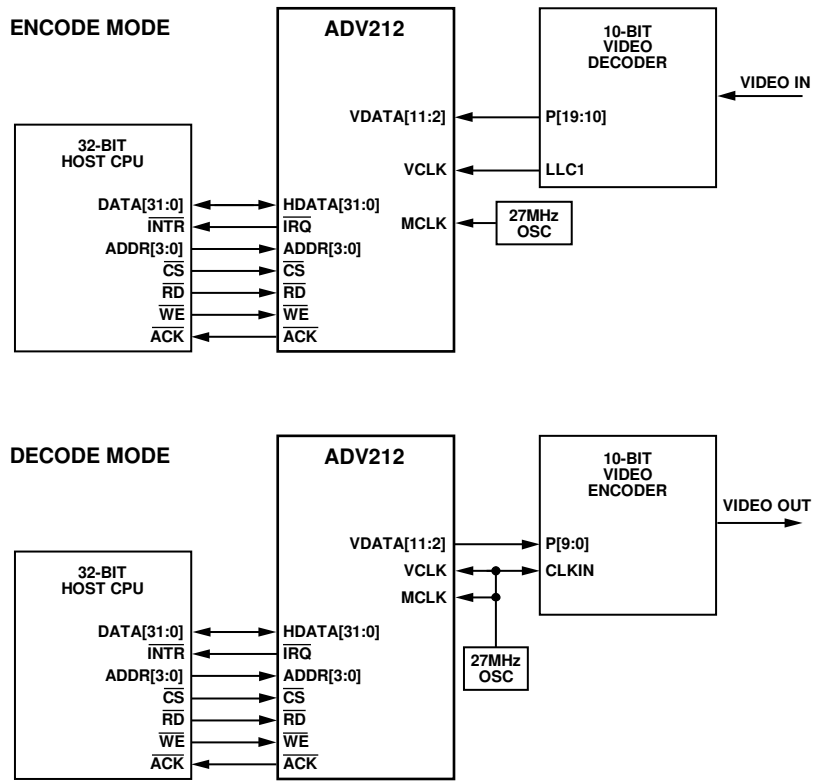 ENCODE MODE
ADV212
10-BIT
VIDEO
DECODER
VIDEO IN
VDATA[11:2]
P[19:10]
32-BIT
HOST CPU
VCLK
LLC1
DATA[31:0]
HDATA[31:0]
MCLK
27MHz
OSC
INTR
IRQ
ADDR[3:0]
ADDR[3:0]
CS
CS
RD
RD
WE
WE
ACK
ACK
DECODE MODE
ADV212
10-BIT
VIDEO
ENCODER
VIDEO OUT
VDATA[11:2]
P[9:0]
VCLK
CLKIN
32-BIT
HOST CPU
MCLK
DATA[31:0]
HDATA[31:0]
INTR
IRQ
27MHz
OSC
ADDR[3:0]
ADDR[3:0]
CS
CS
RD
RD
WE
WE
ACK
ACK